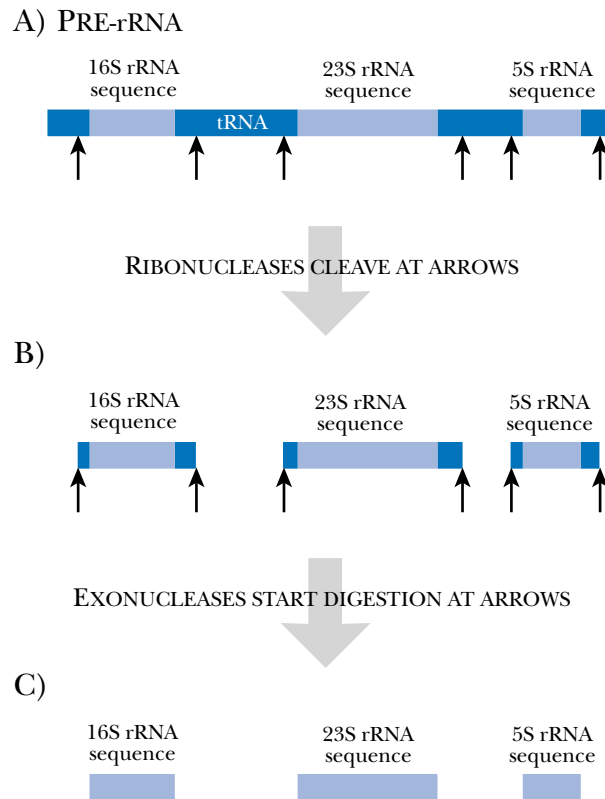 A) PRE-rRNA
16S rRNA
sequence
23S rRNA
sequence
5S rRNA
sequence
tRNA
RIBONUCLEASES CLEAVE AT ARROWS
B)
16S rRNA
sequence
23S rRNA
sequence
5S rRNA
sequence
EXONUCLEASES START DIGESTION AT ARROWS
C)
16S rRNA
sequence
23S rRNA
sequence
5S rRNA
sequence